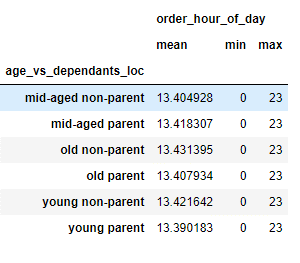 order_hour_of_day
mean min max
age_vs_dependants_loc
mid-aged non-parent 13.404928 0 23
mid-aged parent 13.418307 0 23
old non-parent 13.431395 0 23
old parent 13.407934 0 23
young non-parent 13.421642 0 23
young parent 13.390183 0 23